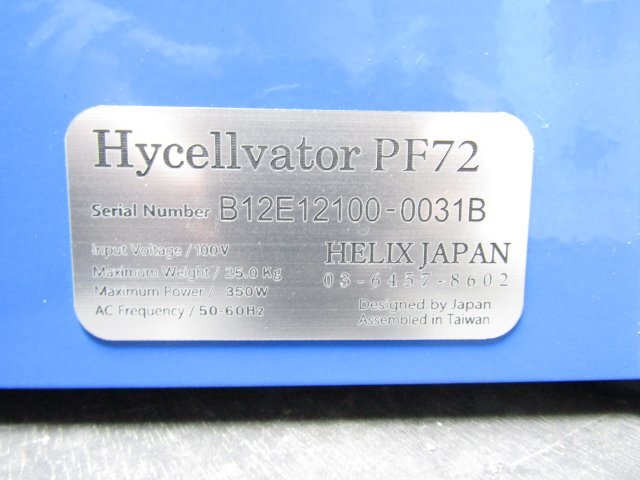 Hycellvator PF72
Serial Number B12E12100-0031B
Input Voltage / 100V
Maximum Weight / 25.0 Kg
Maximum Power / 350W
AC Frequency / 50-60Hz
HELIX JAPAN
03-6457-8602
Designed by Japan
Assembled in Taiwan